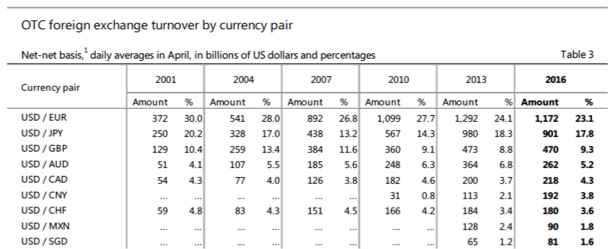 OTC foreign exchange turnover by currency pair
Net-net basis,¹ daily averages in April, in billions of US dollars and percentages Table 3
Currency pair 2001 2004 2007 2010 2013 2016
Amount % Amount % Amount % Amount % Amount % Amount %
USD / EUR 372 30.0 541 28.0 892 26.8 1,099 27.7 1,292 24.1 1,172 23.1
USD / JPY 250 20.2 328 17.0 438 13.2 567 14.3 980 18.3 901 17.8
USD / GBP 129 10.4 259 13.4 384 11.6 360 9.1 473 8.8 470 9.3
USD / AUD 51 4.1 107 5.5 185 5.6 248 6.3 364 6.8 262 5.2
USD / CAD 54 4.3 77 4.0 126 3.8 182 4.6 200 3.7 218 4.3
USD / CNY ... ... ... ... ... ... 31 0.8 113 2.1 192 3.8
USD / CHF 59 4.8 83 4.3 151 4.5 166 4.2 184 3.4 180 3.6
USD / MXN ... ... ... ... ... ... ... ... 128 2.4 90 1.8
USD / SGD ... ... ... ... ... ... ... ... 65 1.2 81 1.6